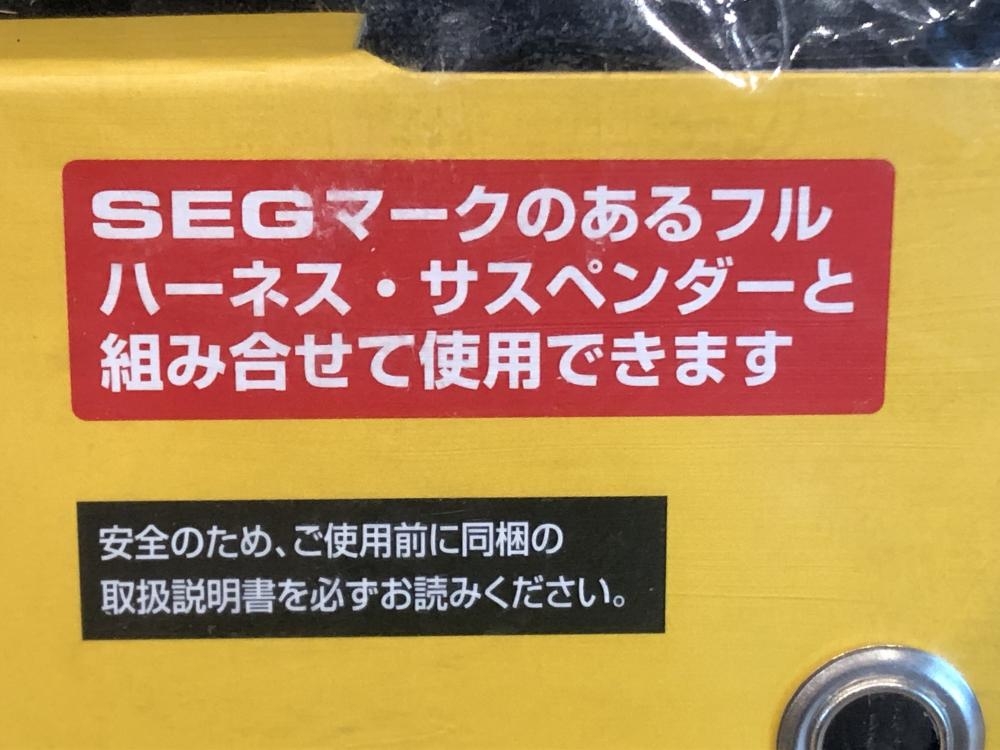 SEGマークのあるフル
ハーネス・サスペンダーと
組み合せて使用できます
安全のため、ご使用前に同梱の
取扱説明書を必ずお読みください。